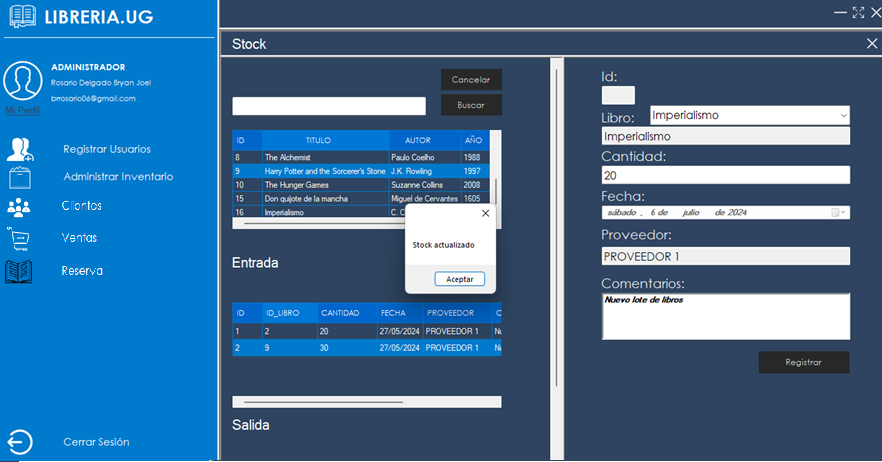 LIBRERIA.UG
ADMINISTRADOR
Rosario Delgado Bryan Joel
brrosario06@gmail.com
Mi Perfil
Registrar Usuarios
Administrar Inventario
Clientes
Ventas
Reserva
Cerrar Sesión
Stock
Cancelar
Buscar
ID TITULO AUTOR AÑO
8 The Alchemist Paulo Coelho 1988
9 Harry Potter and the Sorcerer's Stone J.K. Rowling 1997
10 The Hunger Games Suzanne Collins 2008
15 Don quijote de la mancha Miguel de Cervantes 1605
16 Imperialismo C. C
Stock actualizado
Aceptar
Entrada
ID ID_LIBRO CANTIDAD FECHA PROVEEDOR C
1 2 20 27/05/2024 PROVEEDOR 1 Nu
2 9 30 27/05/2024 PROVEEDOR 1 Nu
Salida
Id:
Libro: Imperialismo
Imperialismo
Cantidad:
20
Fecha:
sábado , 6 de julio de 2024
Proveedor:
PROVEEDOR 1
Comentarios:
Nuevo lote de libros
Registrar